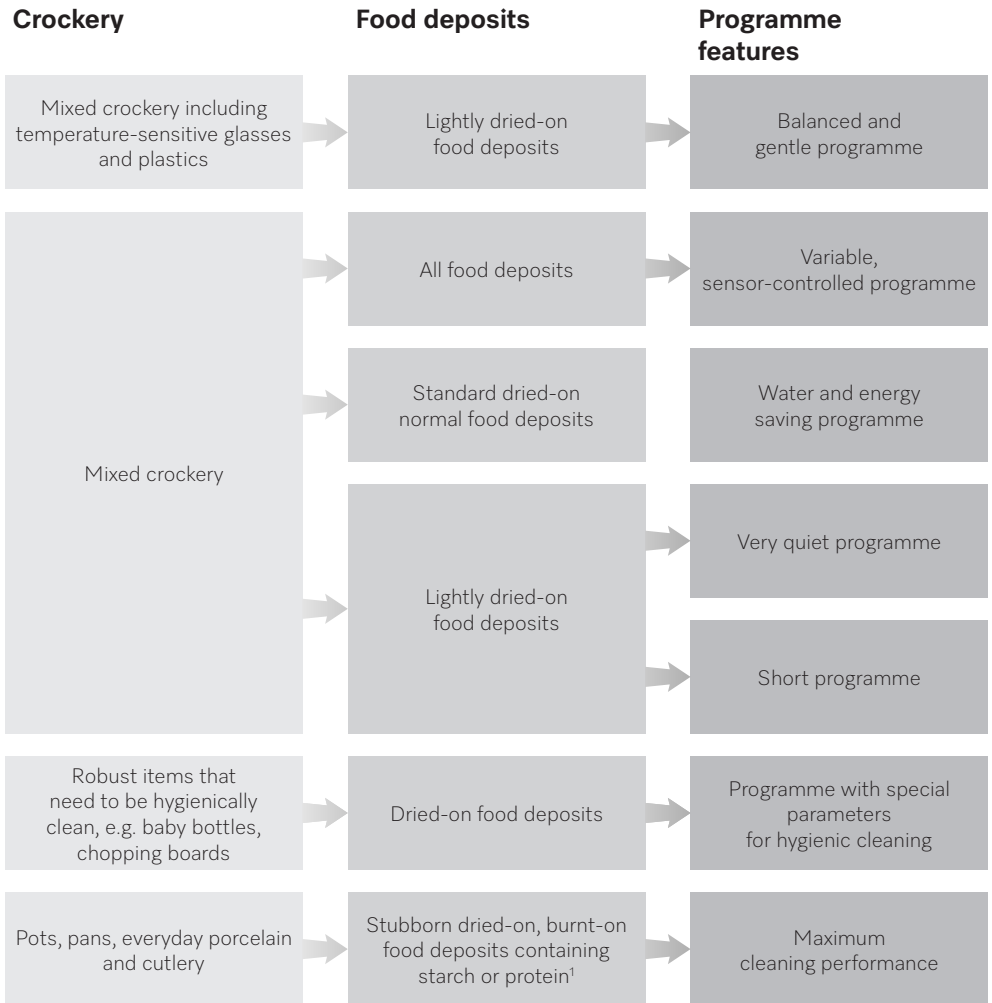 Crockery
Food deposits
Programme
features
Mixed crockery including
temperature-sensitive glasses
and plastics
Lightly dried-on
food deposits
Balanced and
gentle programme
Mixed crockery
All food deposits
Variable,
sensor-controlled programme
Standard dried-on
normal food deposits
Water and energy
saving programme
Lightly dried-on
food deposits
Very quiet programme
Short programme
Robust items that
need to be hygienically
clean, e.g. baby bottles,
chopping boards
Dried-on food deposits
Programme with special
parameters
for hygienic cleaning
Pots, pans, everyday porcelain
and cutlery
Stubborn dried-on, burnt-on
food deposits containing
starch or protein¹
Maximum
cleaning performance